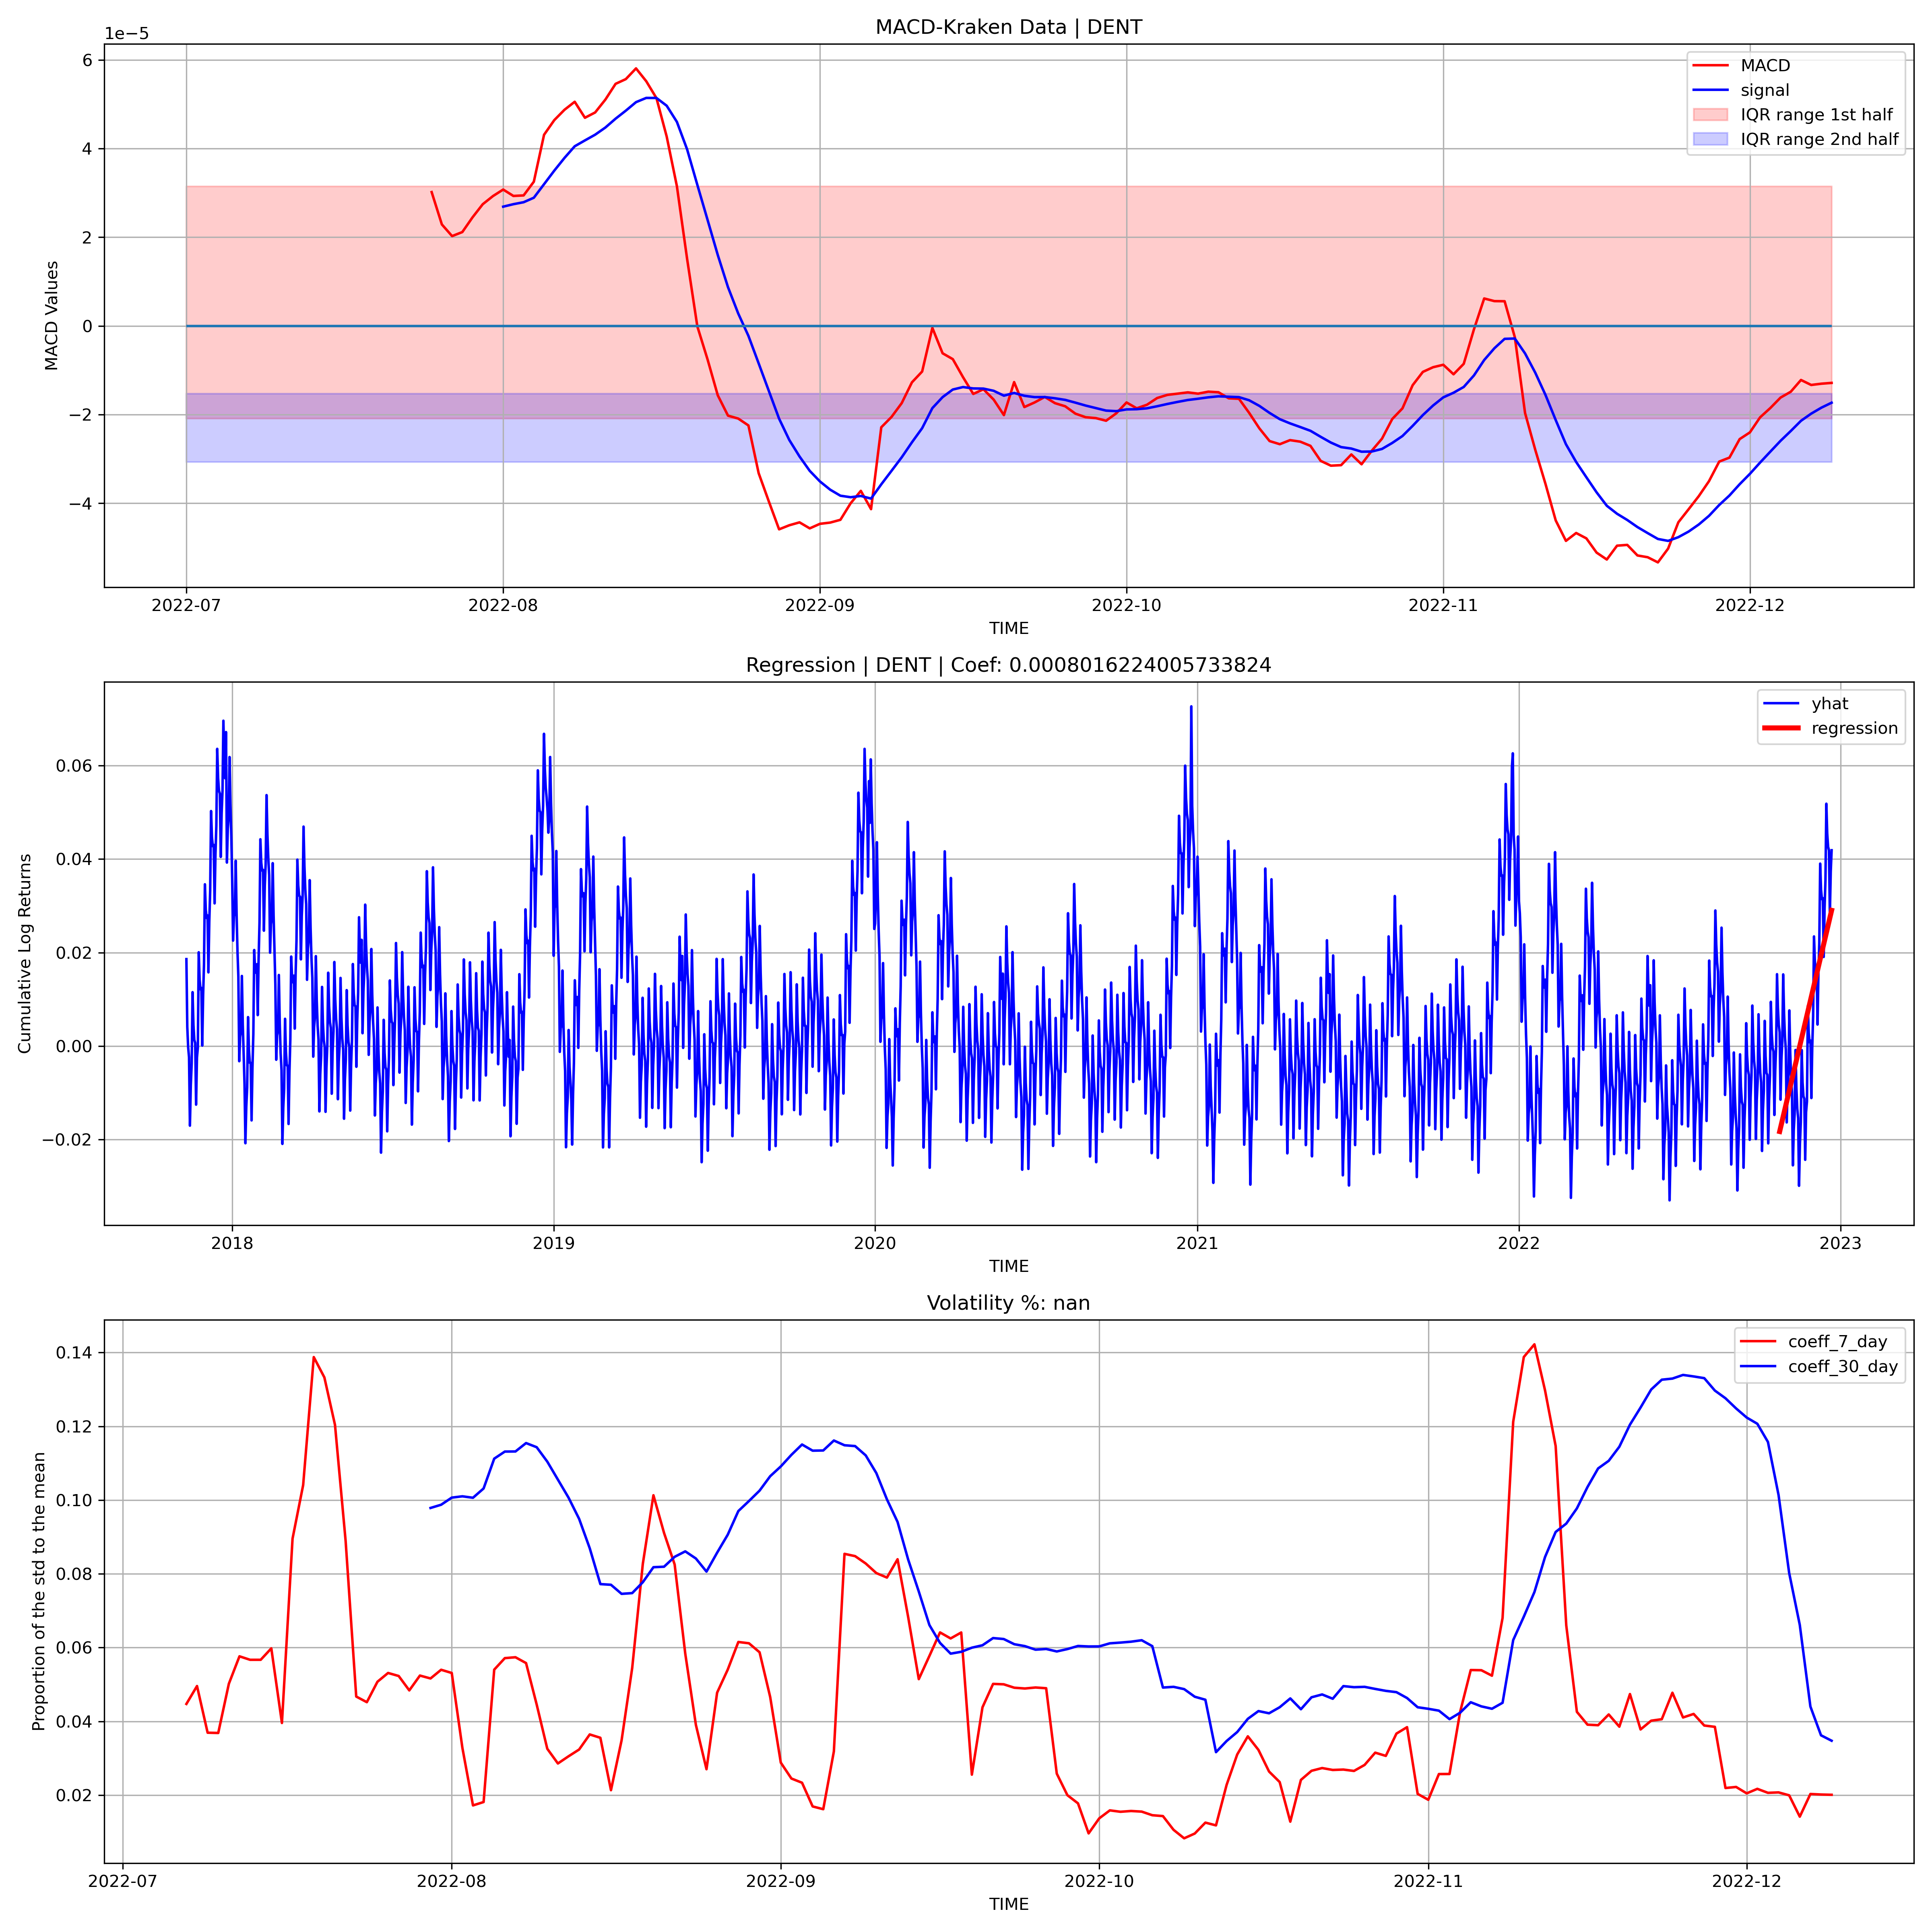 MACD-Kraken Data | DENT
1e−5
6
4
2
0
−2
−4
MACD Values
MACD
signal
IQR range 1st half
IQR range 2nd half
2022-07 2022-08 2022-09 2022-10 2022-11 2022-12
TIME
Regression | DENT | Coef: 0.0008016224005733824
0.06
0.04
0.02
0.00
−0.02
Cumulative Log Returns
yhat
regression
2018 2019 2020 2021 2022 2023
TIME
Volatility %: nan
0.14
0.12
0.10
0.08
0.06
0.04
0.02
Proportion of the std to the mean
coeff_7_day
coeff_30_day
2022-07 2022-08 2022-09 2022-10 2022-11 2022-12
TIME